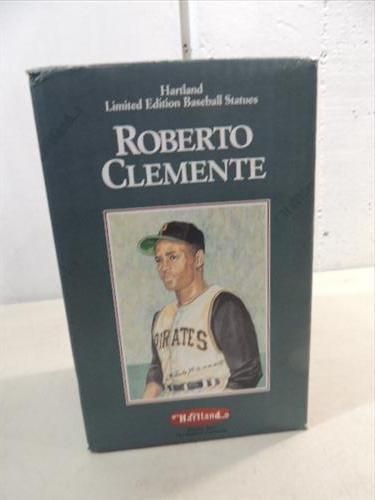 Hartland
Limited Edition Baseball Statues
ROBERTO
CLEMENTE
PIRATES
Hartland